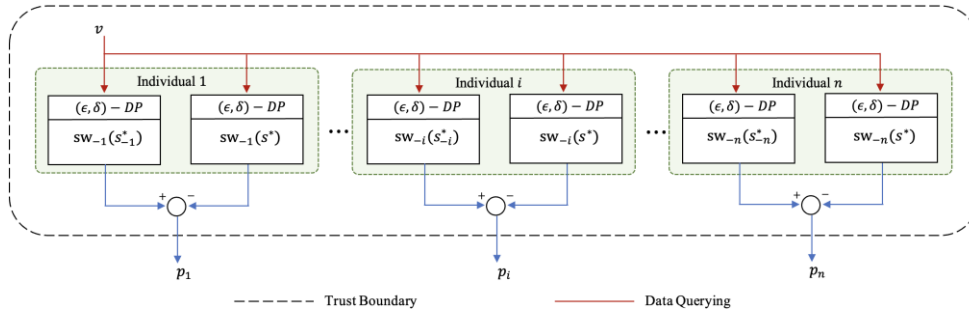 v
Individual 1 Individual i Individual n
(ϵ, δ) − DP (ϵ, δ) − DP (ϵ, δ) − DP (ϵ, δ) − DP (ϵ, δ) − DP (ϵ, δ) − DP
sw₋₁(s*₋₁) sw₋₁(s*) ••• sw₋ᵢ(s*₋ᵢ) sw₋ᵢ(s*) ••• sw₋ₙ(s*₋ₙ) sw₋ₙ(s*)
+ − + − + −
p₁ pᵢ pₙ
Trust Boundary Data Querying